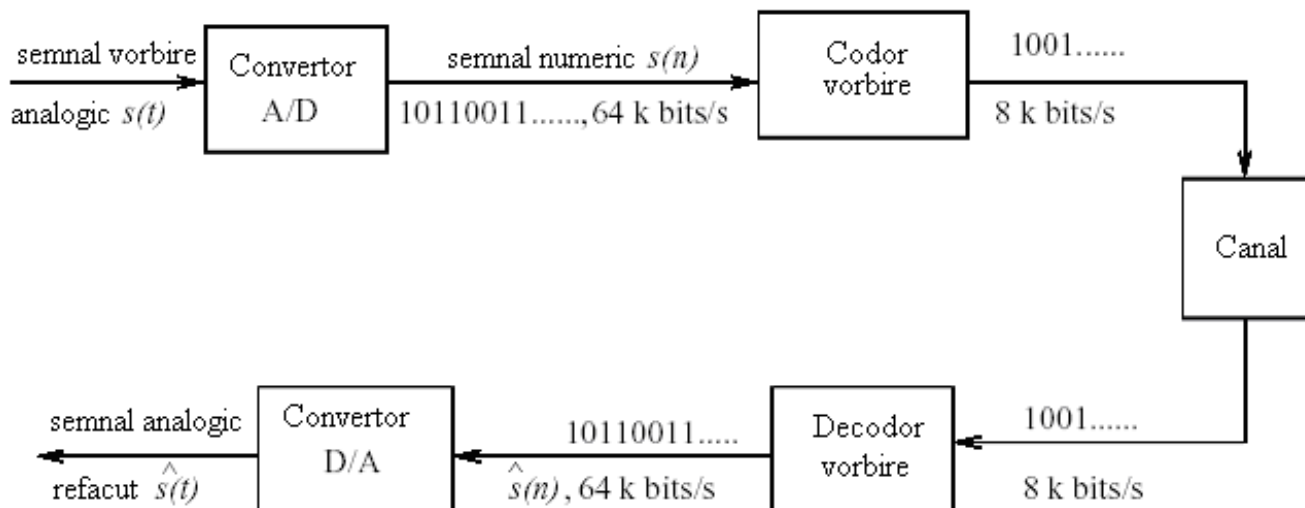 semnal vorbire
analogic s(t)
Convertor
A/D
semnal numeric s(n)
10110011......, 64 k bits/s
Codor
vorbire
1001......
8 k bits/s
Canal
1001......
8 k bits/s
Decodor
vorbire
10110011.....
ŝ(n), 64 k bits/s
Convertor
D/A
semnal analogic
refacut ŝ(t)